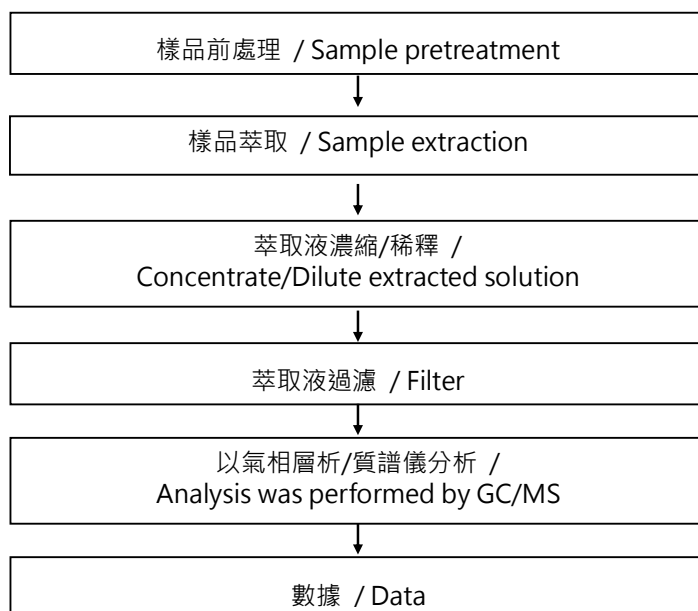 樣品前處理 / Sample pretreatment
樣品萃取 / Sample extraction
萃取液濃縮/稀釋 /
Concentrate/Dilute extracted solution
萃取液過濾 / Filter
以氣相層析/質譜儀分析 /
Analysis was performed by GC/MS
數據 / Data